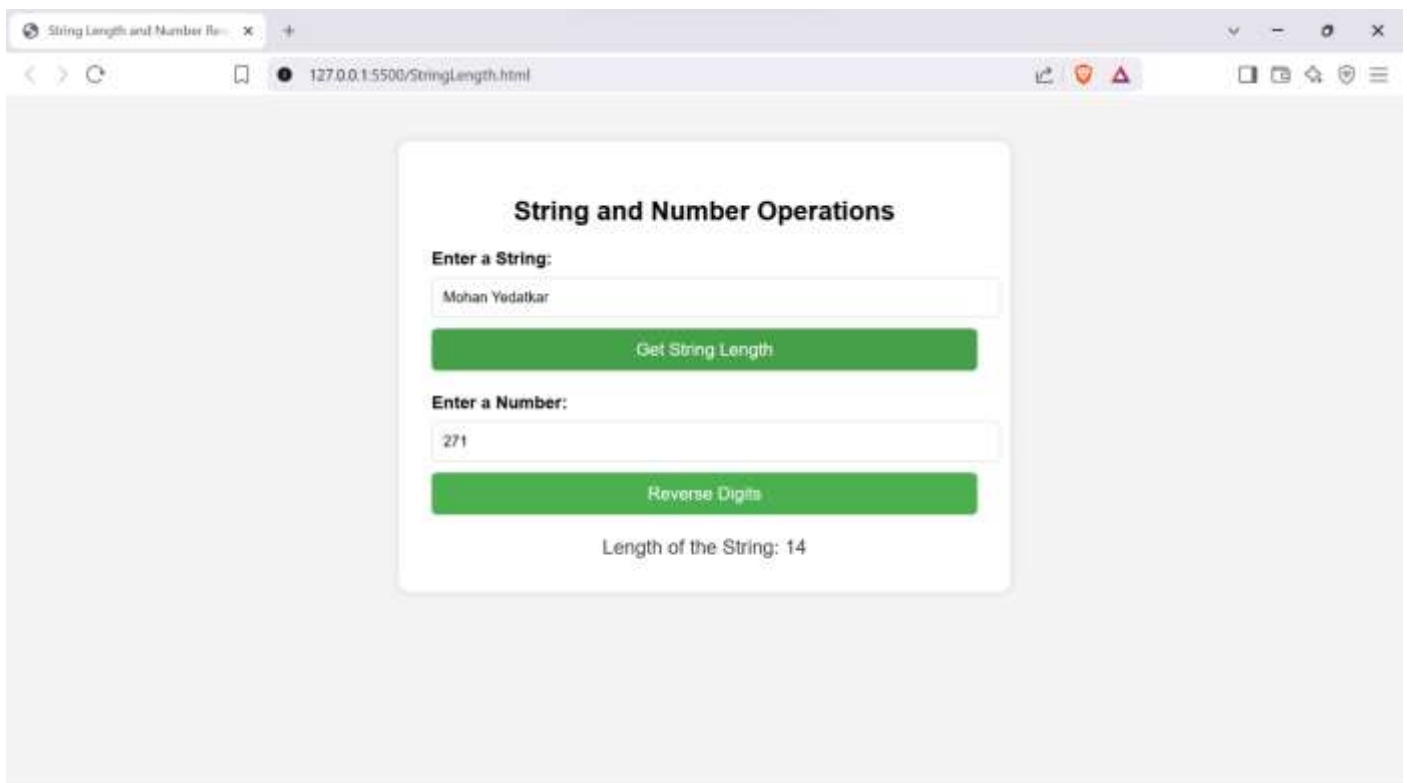 String Length and Number Re
127.0.0.1:5500/StringLength.html
String and Number Operations
Enter a String:
Mohan Yedatkar
Get String Length
Enter a Number:
271
Reverse Digits
Length of the String: 14